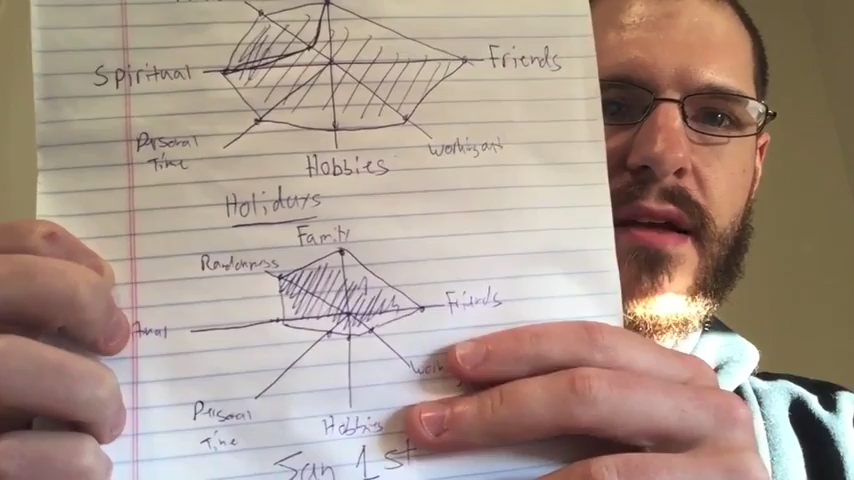 Spiritual
Friends
Personal
Time
Hobbies
working out
Holidays
Family
Randomness
Friends
Personal
Time
Hobbies